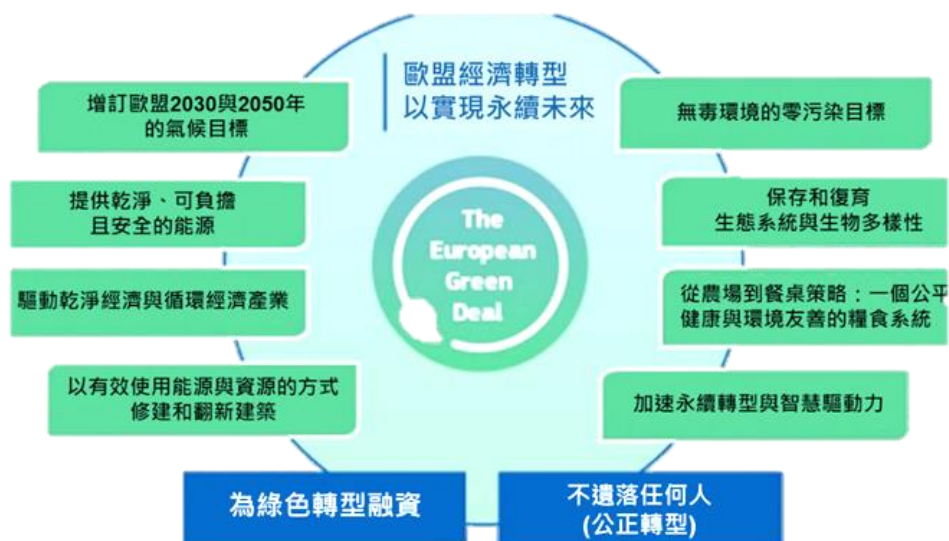 歐盟經濟轉型
以實現永續未來
增訂歐盟2030與2050年
的氣候目標
提供乾淨、可負擔
且安全的能源
驅動乾淨經濟與循環經濟產業
以有效使用能源與資源的方式
修建和翻新建築
The
European
Green
Deal
無毒環境的零污染目標
保存和復育
生態系統與生物多樣性
從農場到餐桌策略：一個公平
健康與環境友善的糧食系統
加速永續轉型與智慧驅動力
為綠色轉型融資
不遺落任何人
(公正轉型)